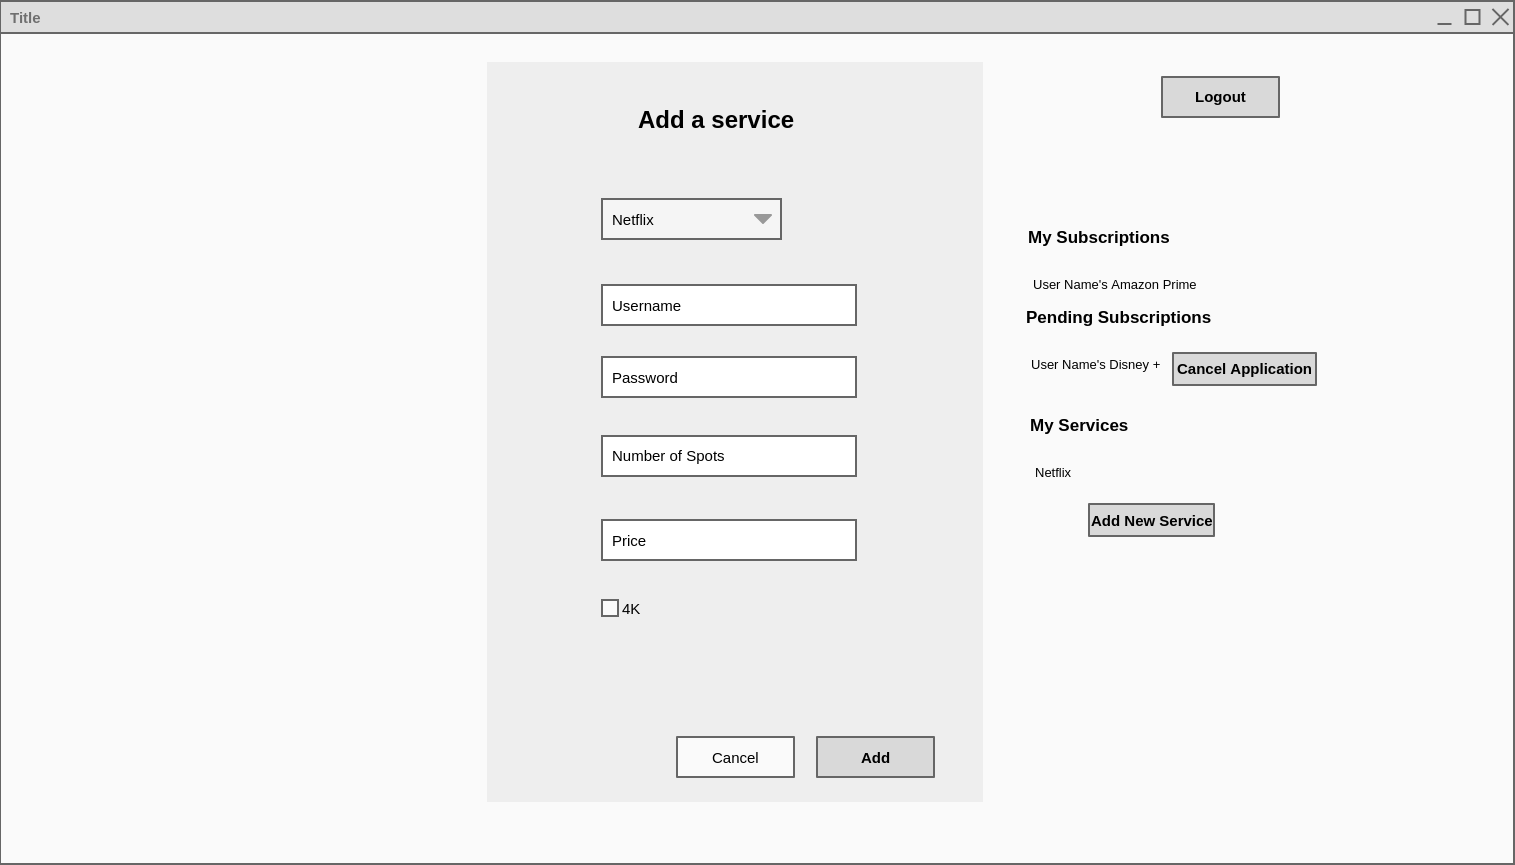 Title
Add a service
Netflix
Username
Password
Number of Spots
Price
4K
Cancel
Add
Logout
My Subscriptions
User Name's Amazon Prime
Pending Subscriptions
User Name's Disney +
Cancel Application
My Services
Netflix
Add New Service